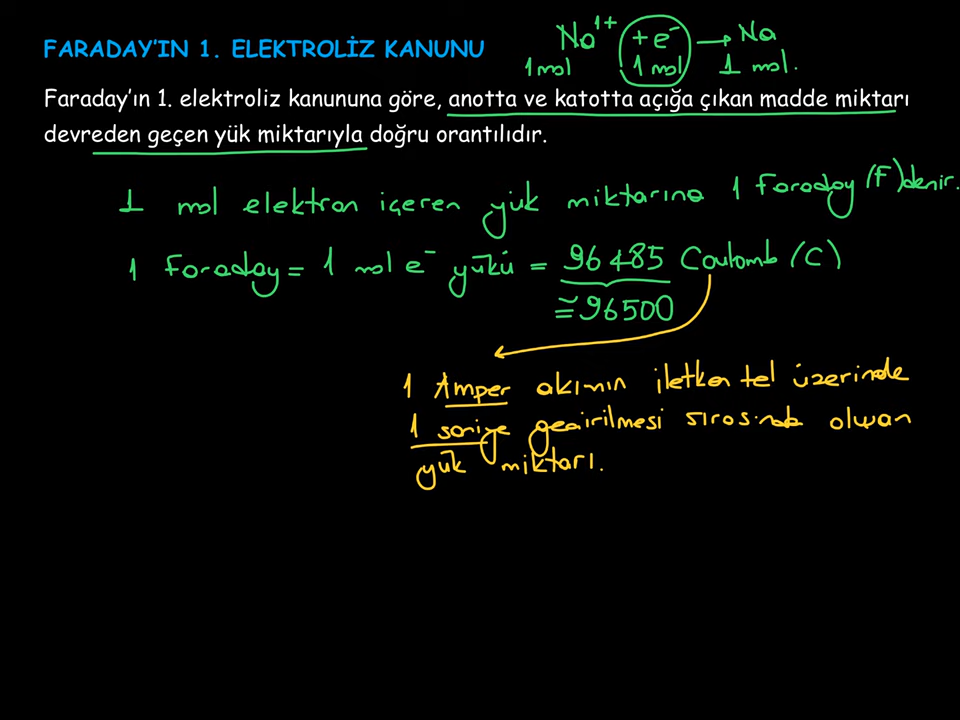 FARADAY'IN 1. ELEKTROLİZ KANUNU
Na¹⁺ + e⁻ → Na
1 mol 1 mol 1 mol.
Faraday'ın 1. elektroliz kanununa göre, anotta ve katotta açığa çıkan madde miktarı
devreden geçen yük miktarıyla doğru orantılıdır.
1 mol elektron içeren yük miktarına 1 Faraday (F) denir.
1 Faraday = 1 mol e⁻ yükü = 96485 Coulomb (C)
≅ 96500
1 Amper akımın iletken tel üzerinde
1 saniye geçirilmesi sırasında oluşan
yük miktarı.